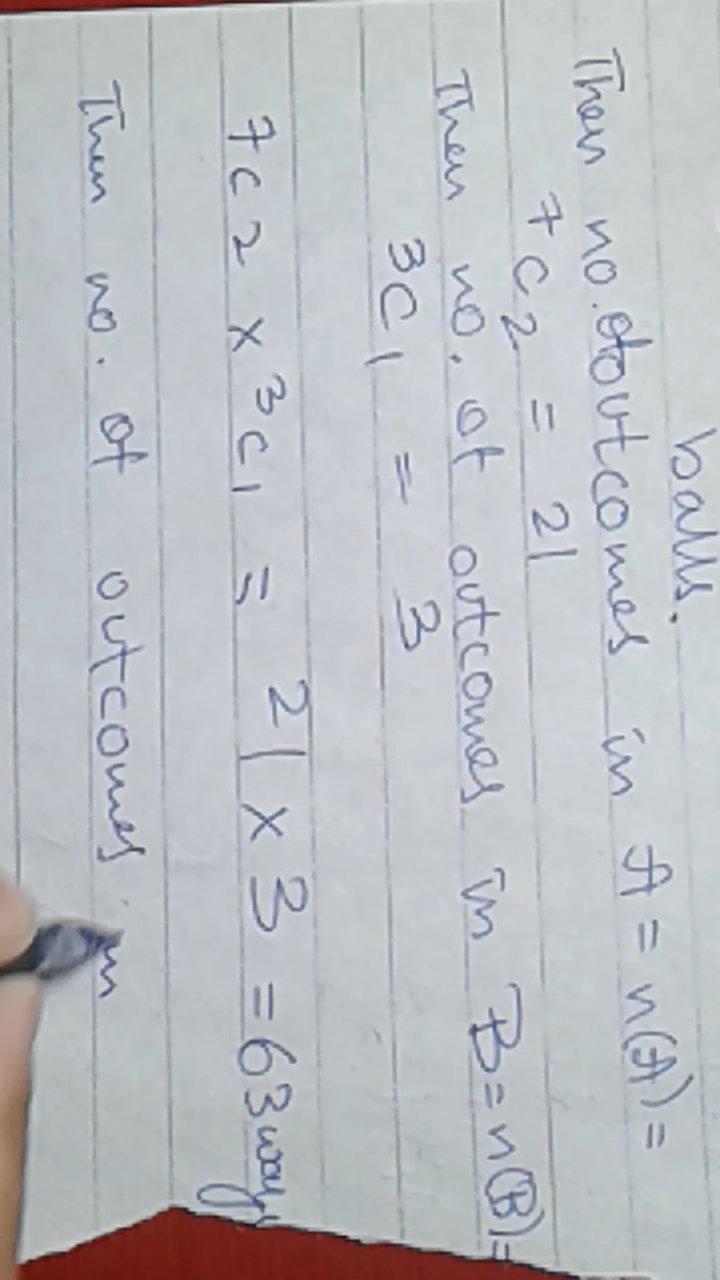 balls.
Then no. of outcomes in A = n(A) =
7c2 = 21
Then no. of outcomes in B = n(B) =
3C1 = 3
7c2 x 3c1 = 21 x 3 = 63 ways
Then no. of outcomes in